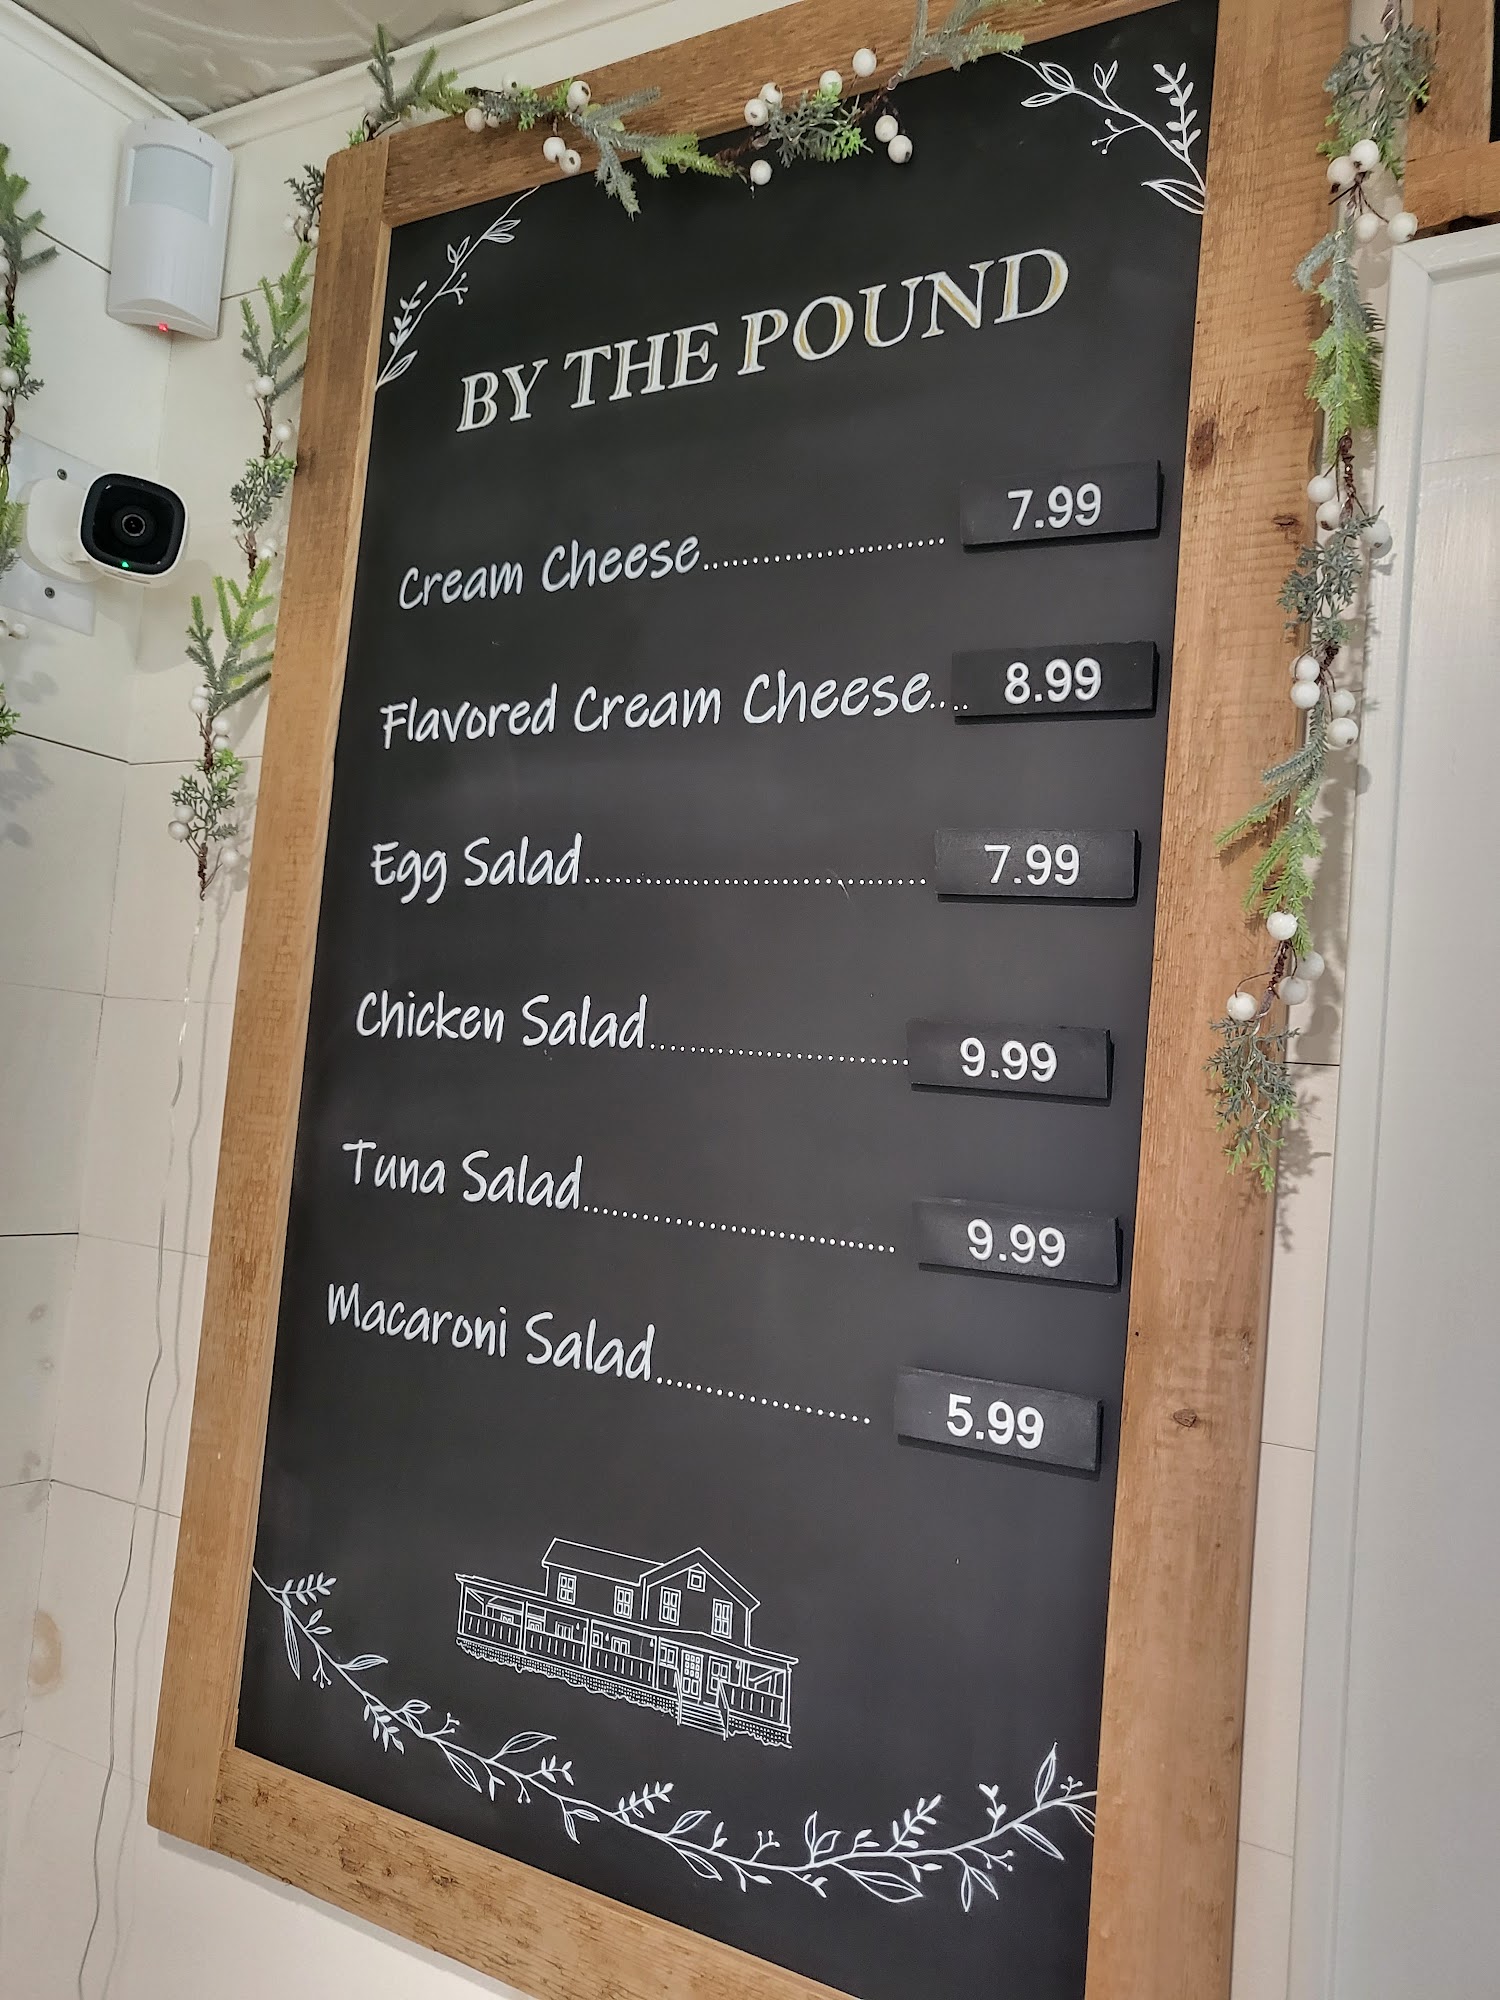 BY THE POUND
Cream Cheese..................... 7.99
Flavored Cream Cheese.... 8.99
Egg Salad.............................. 7.99
Chicken Salad........................ 9.99
Tuna Salad............................ 9.99
Macaroni Salad................... 5.99